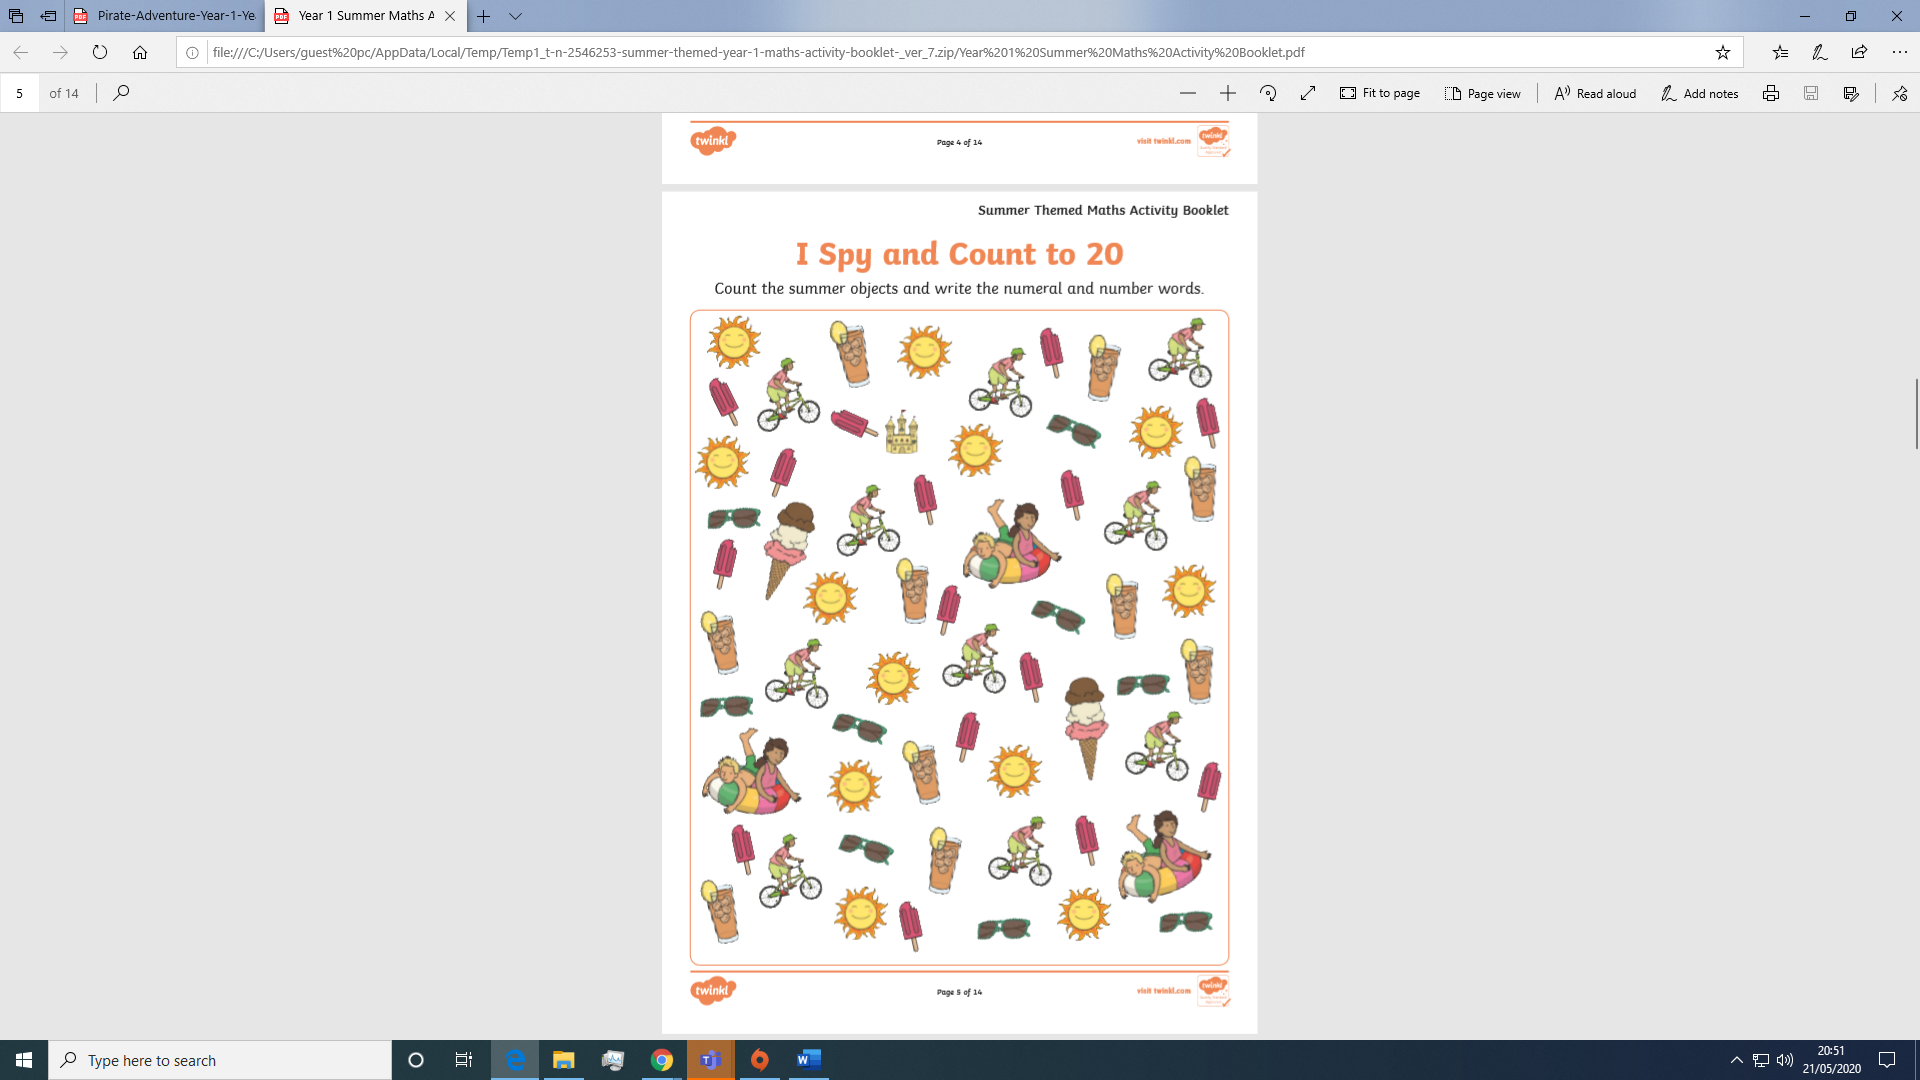 Pirate-Adventure-Year-1-Ye
Year 1 Summer Maths A
file:///C:/Users/guest%20pc/AppData/Local/Temp/Temp1_t-n-2546253-summer-themed-year-1-maths-activity-booklet-_ver_7.zip/Year%201%20Summer%20Maths%20Activity%20Booklet.pdf
5 of 14
Fit to page
Page view
Read aloud
Add notes
twinkl
Page 4 of 14
visit twinkl.com
twinkl
Summer Themed Maths Activity Booklet
I Spy and Count to 20
Count the summer objects and write the numeral and number words.
twinkl
Page 5 of 14
visit twinkl.com
twinkl
Type here to search
20:51
21/05/2020